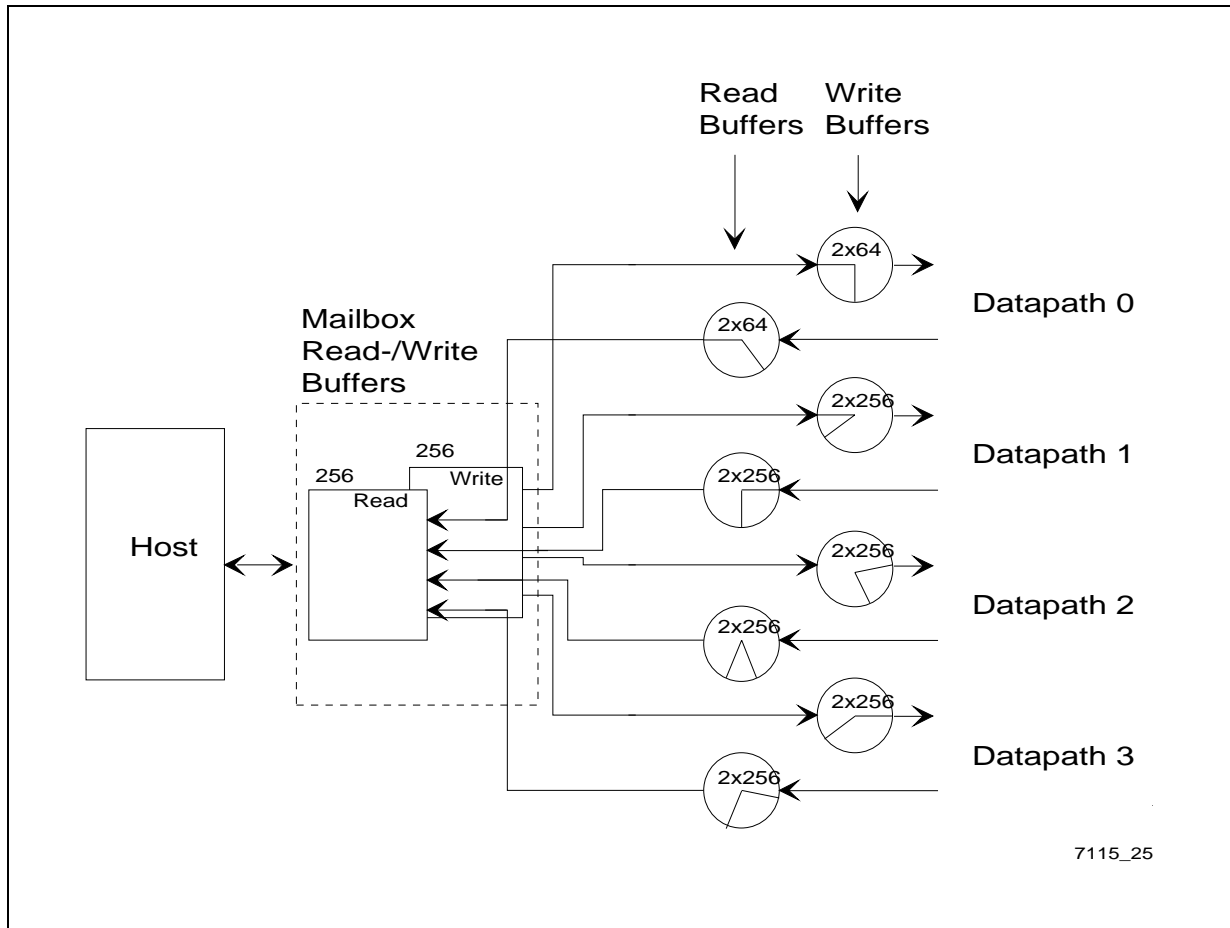 Read Write
Buffers Buffers
2x64
Datapath 0
2x64
Mailbox
Read-/Write
Buffers
2x256
256
Datapath 1
256
Write
2x256
Read
Host
2x256
Datapath 2
2x256
2x256
Datapath 3
2x256
7115_25